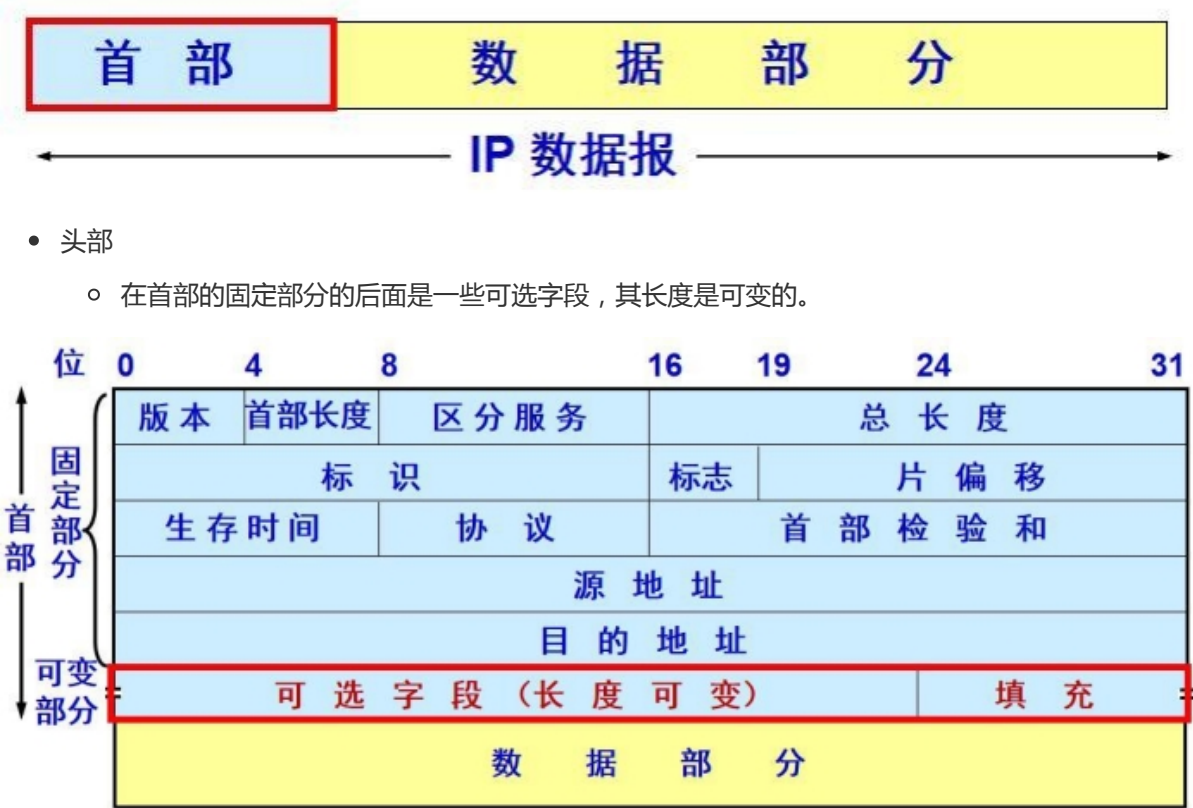 首部 数据部分
IP 数据报
头部
在首部的固定部分的后面是一些可选字段，其长度是可变的。
位 0 4 8 16 19 24 31
版本 首部长度 区分服务 总长度
标识 标志 片偏移
生存时间 协议 首部检验和
源地址
目的地址
首部
固定部分
可变部分
可选字段（长度可变） 填充
数据部分